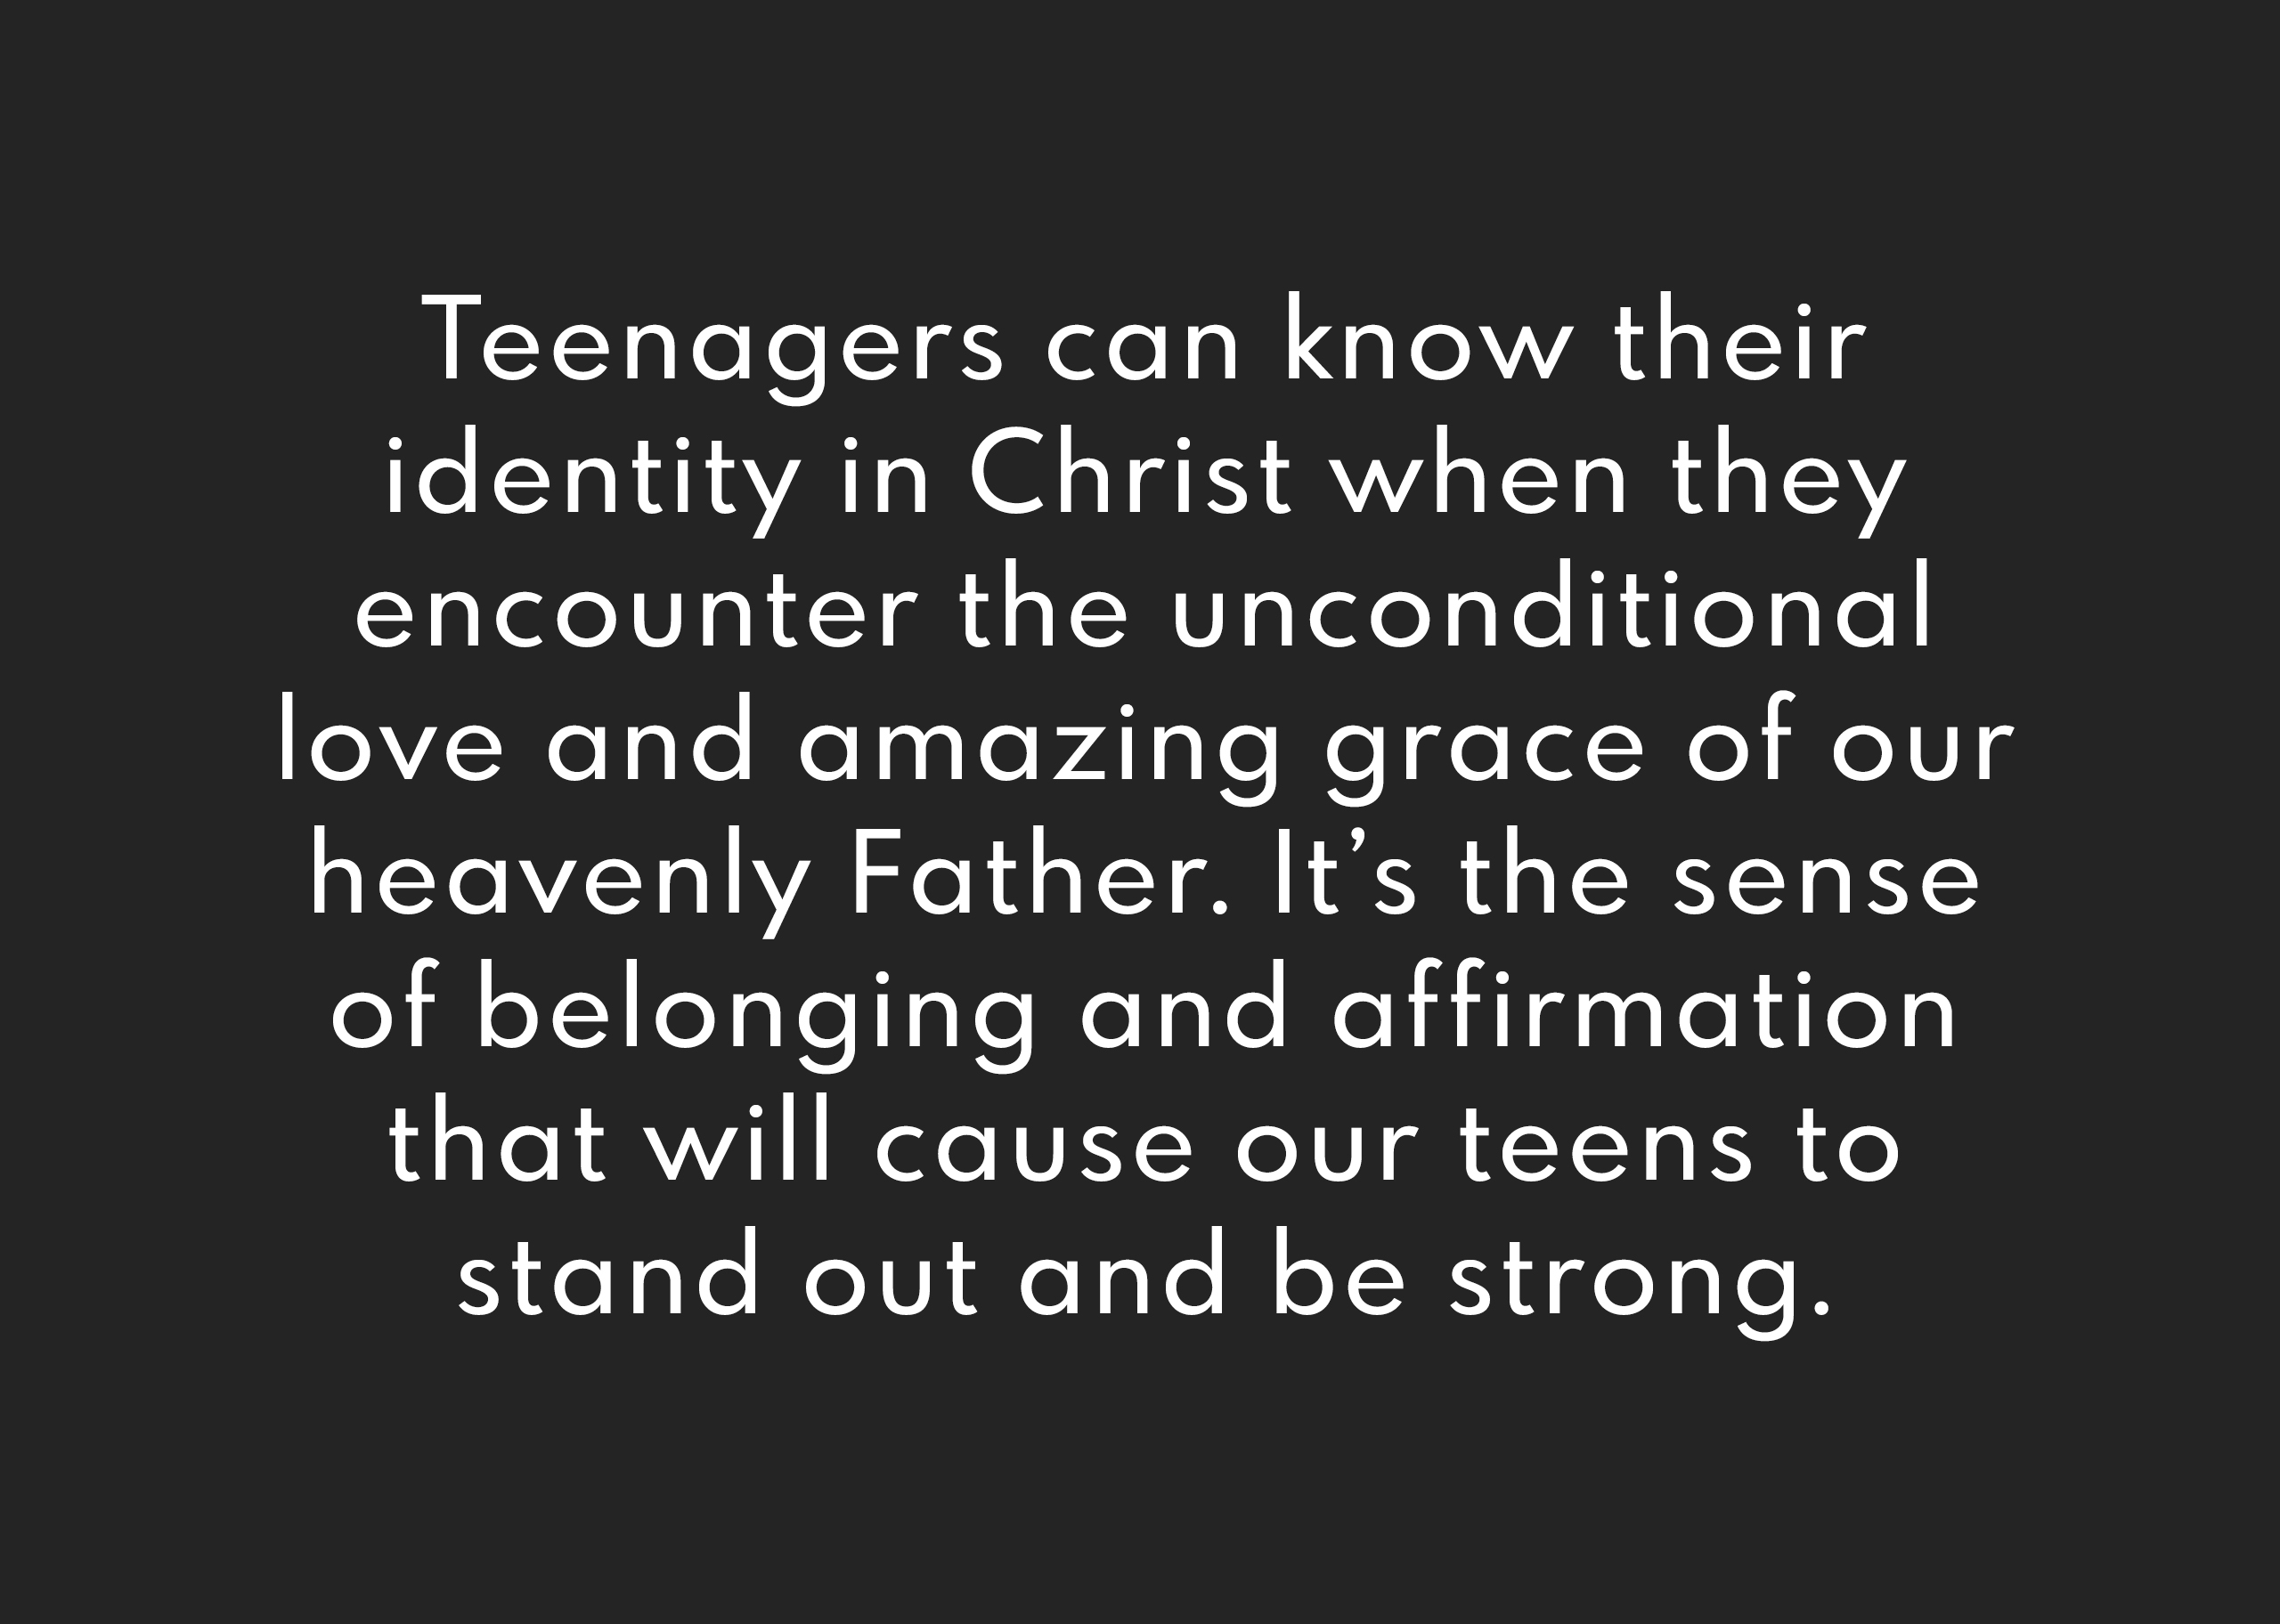 Teenagers can know their
identity in Christ when they
encounter the unconditional
love and amazing grace of our
heavenly Father. It’s the sense
of belonging and affirmation
that will cause our teens to
stand out and be strong.